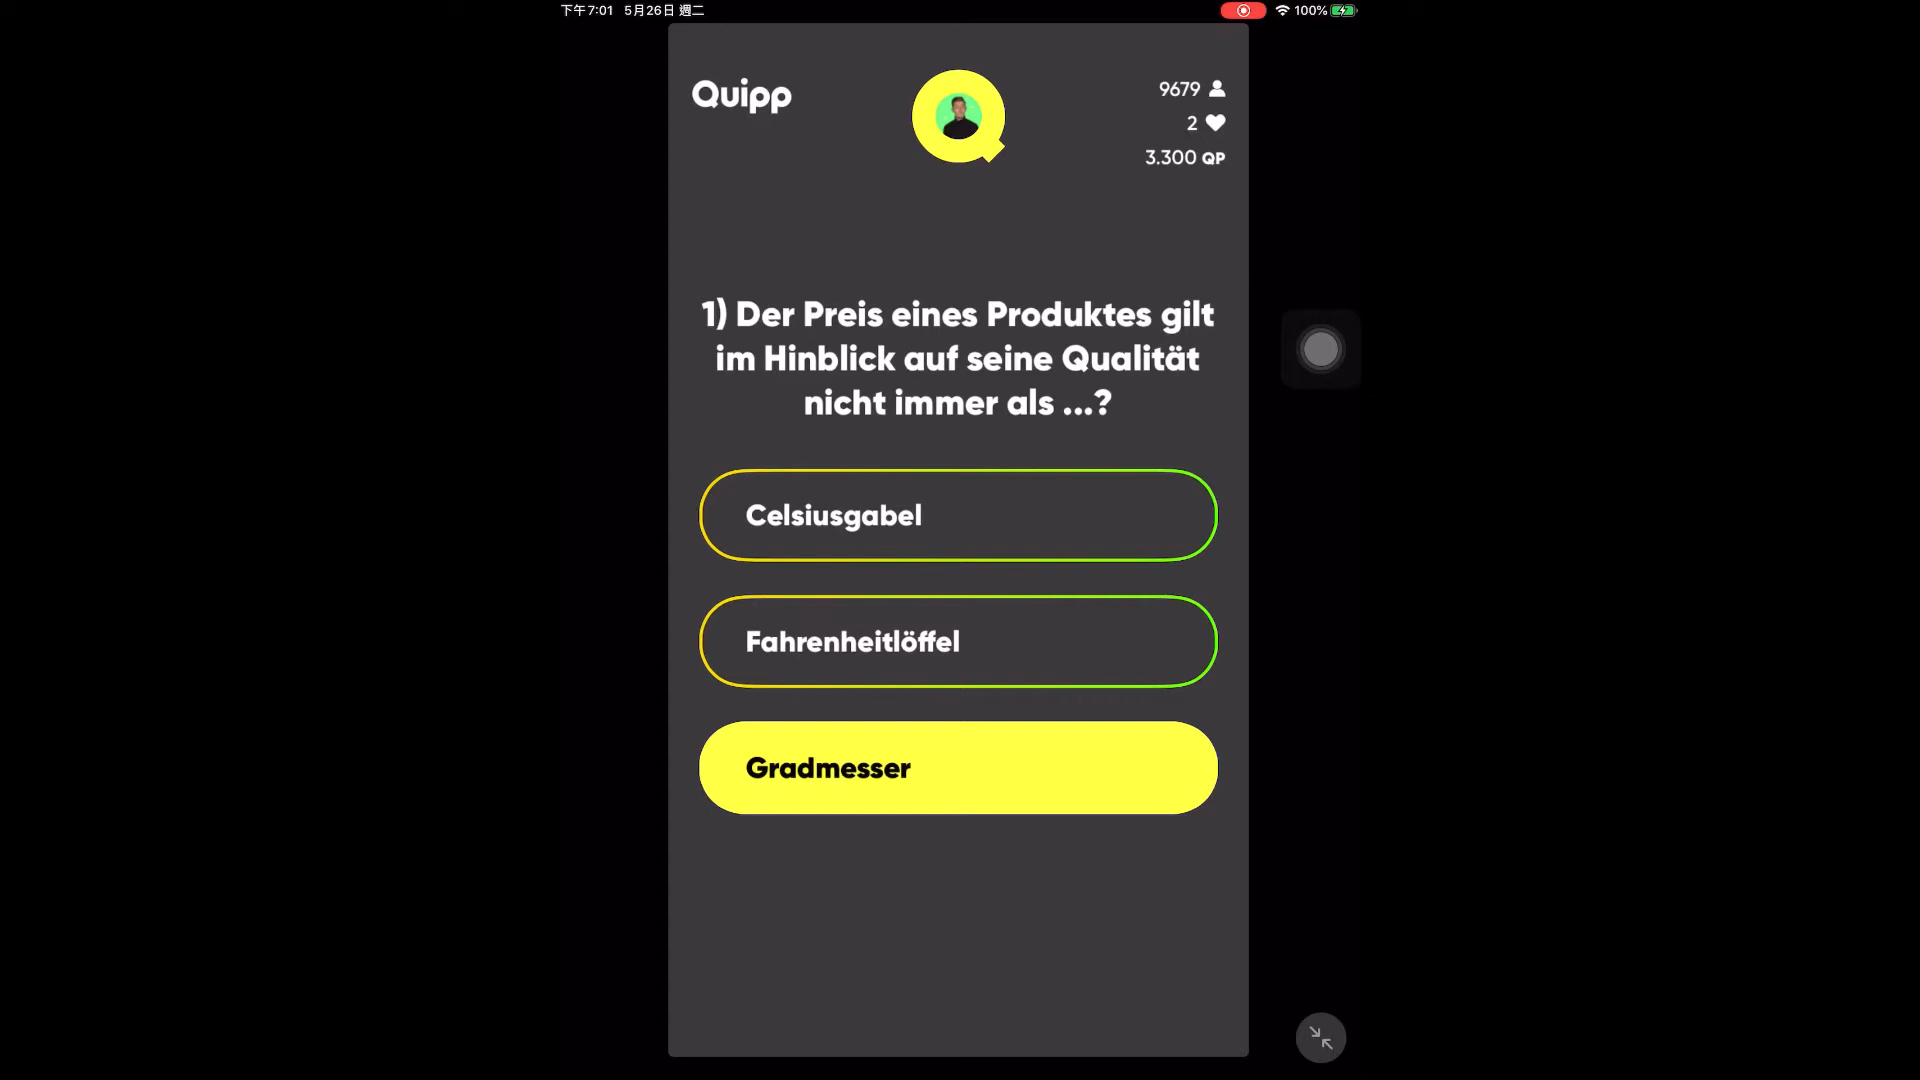 下午7:01 5月26日 週二
100%
Quipp
9679
2
3.300 QP
1) Der Preis eines Produktes gilt
im Hinblick auf seine Qualität
nicht immer als ...?
Celsiusgabel
Fahrenheitlöffel
Gradmesser